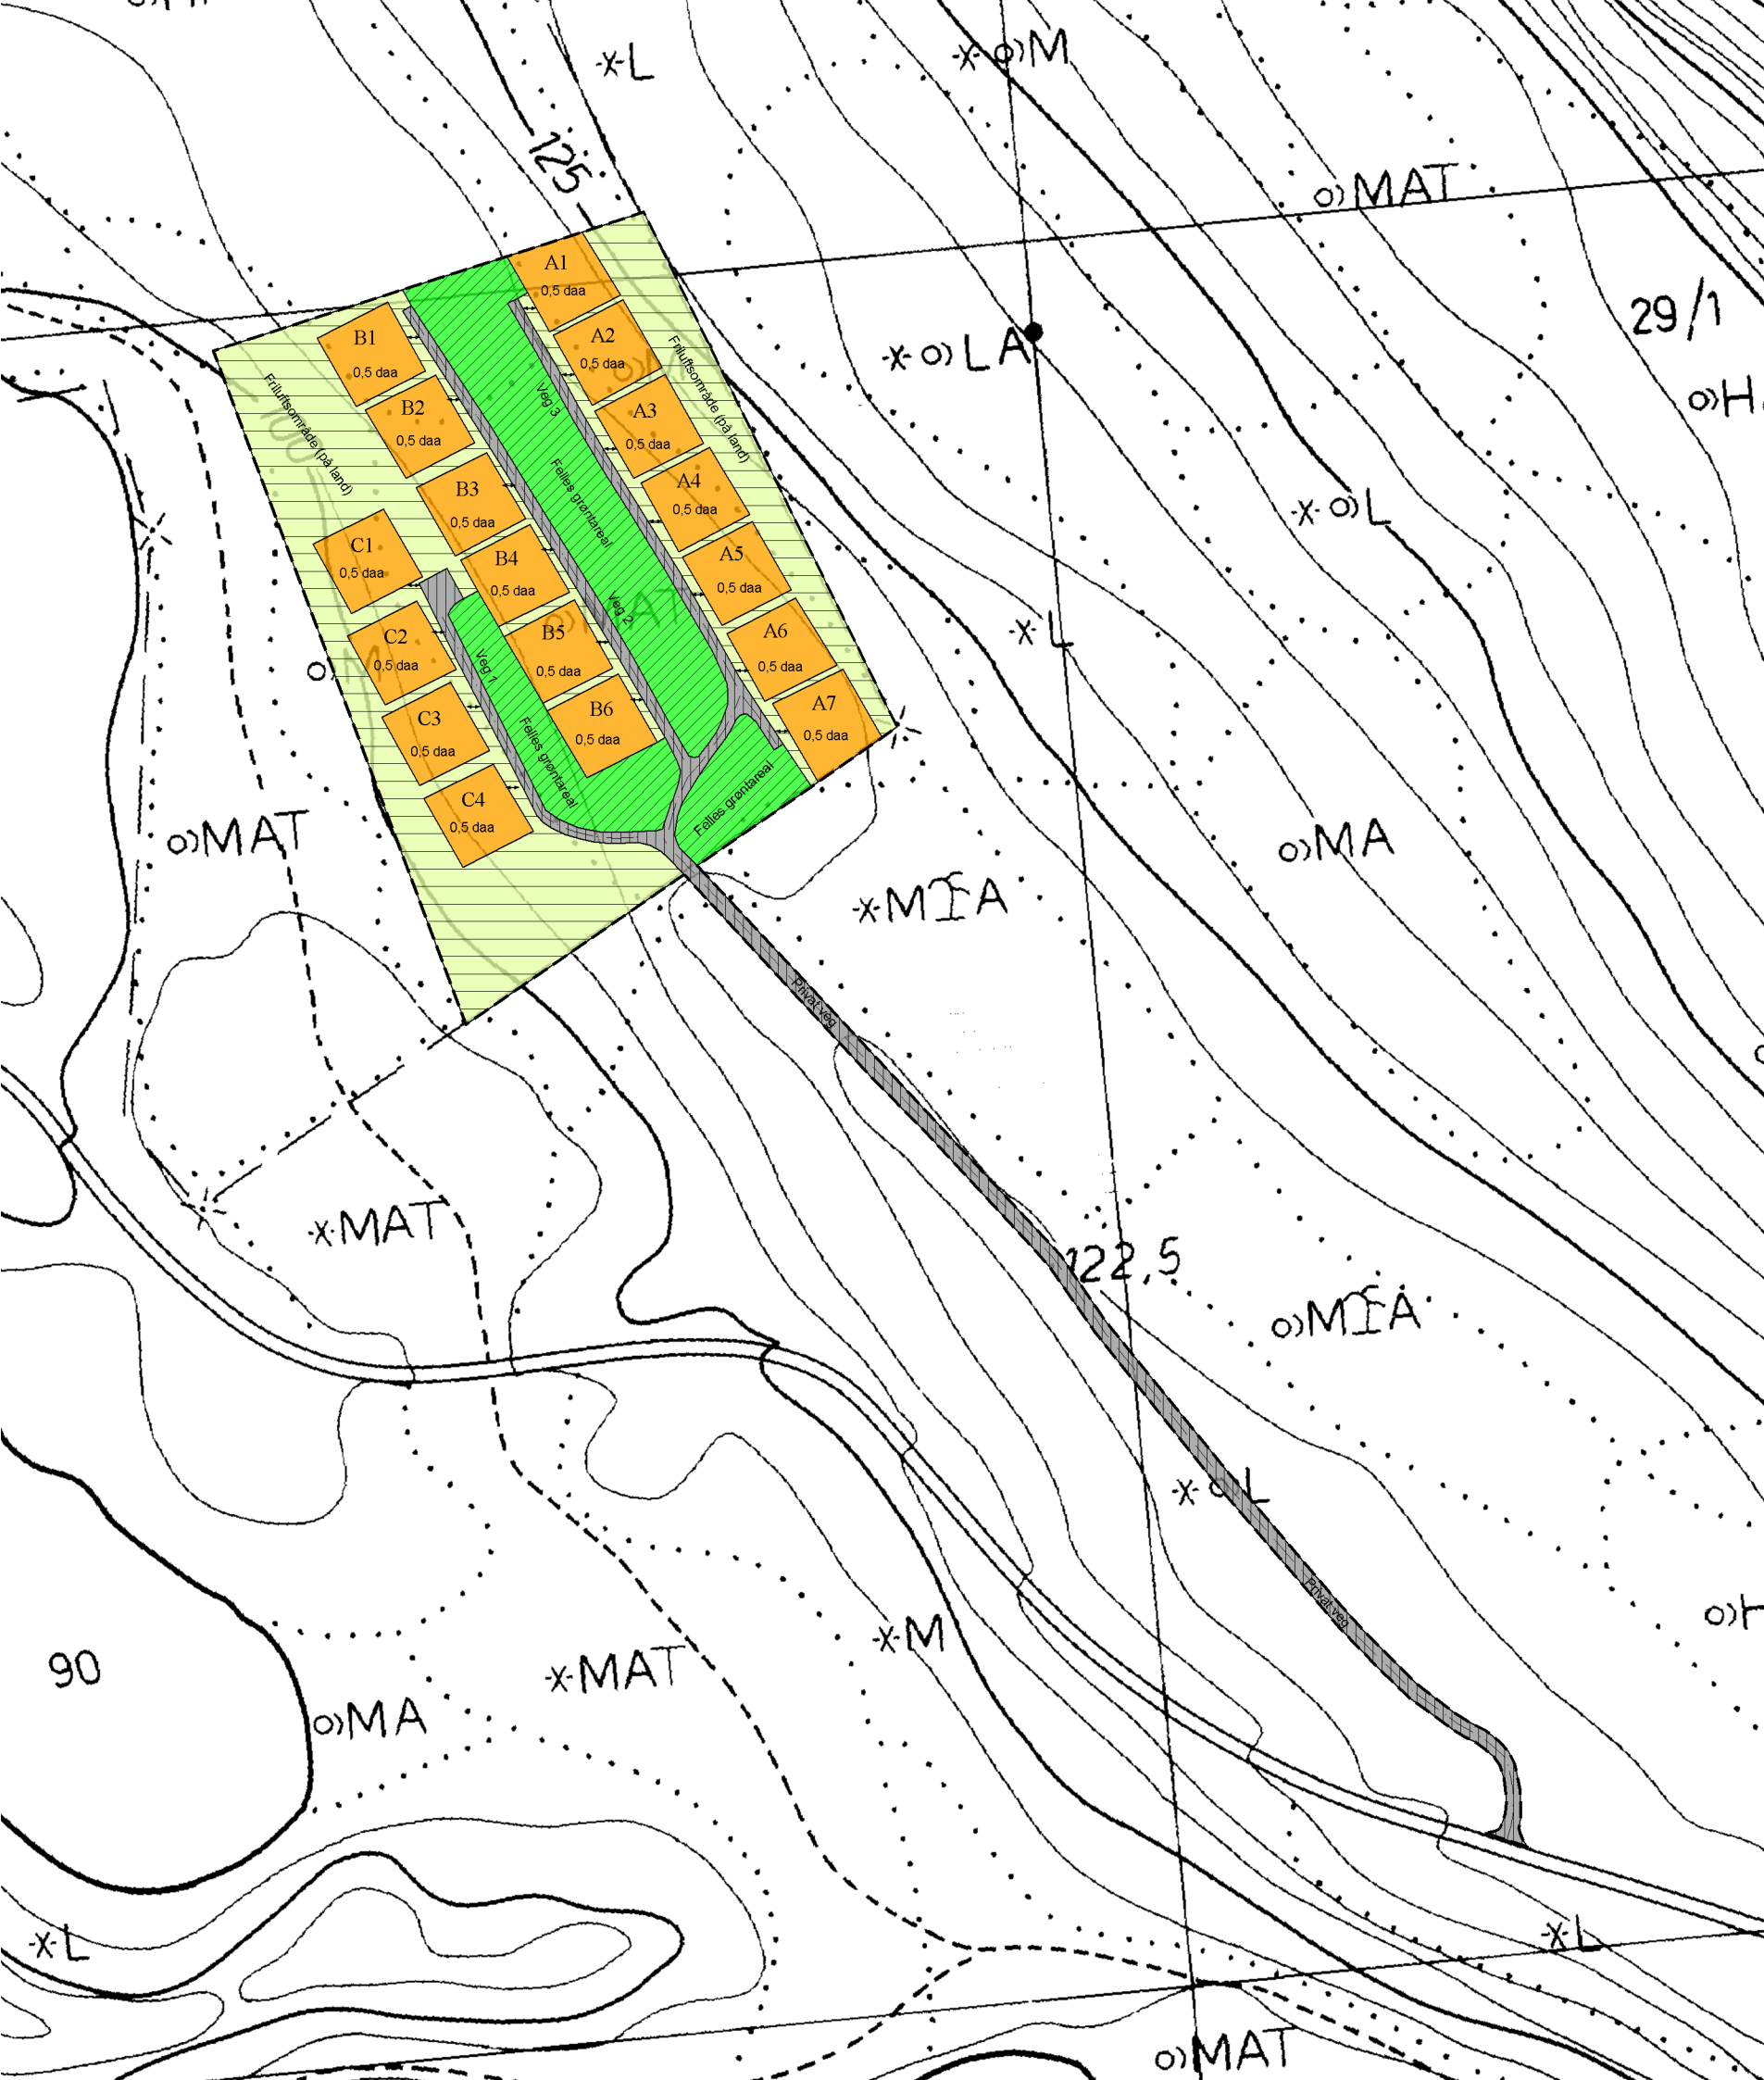 L
M
125
MAT
29/1
LA
H
L
A1
0,5 daa
A2
0,5 daa
A3
0,5 daa
A4
0,5 daa
A5
0,5 daa
A6
0,5 daa
A7
0,5 daa
B1
0,5 daa
B2
0,5 daa
B3
0,5 daa
B4
0,5 daa
B5
0,5 daa
B6
0,5 daa
C1
0,5 daa
C2
0,5 daa
C3
0,5 daa
C4
0,5 daa
Friluftsområde (på land)
Friluftsområde (på land)
Veg 3
Felles grøntareal
Veg 2
Veg 1
Felles grøntareal
Felles grøntareal
L
MAT
MA
Privat veg
MAT
122,5
L
Privat veg
90
MAT
M
MA
L
L
MAT